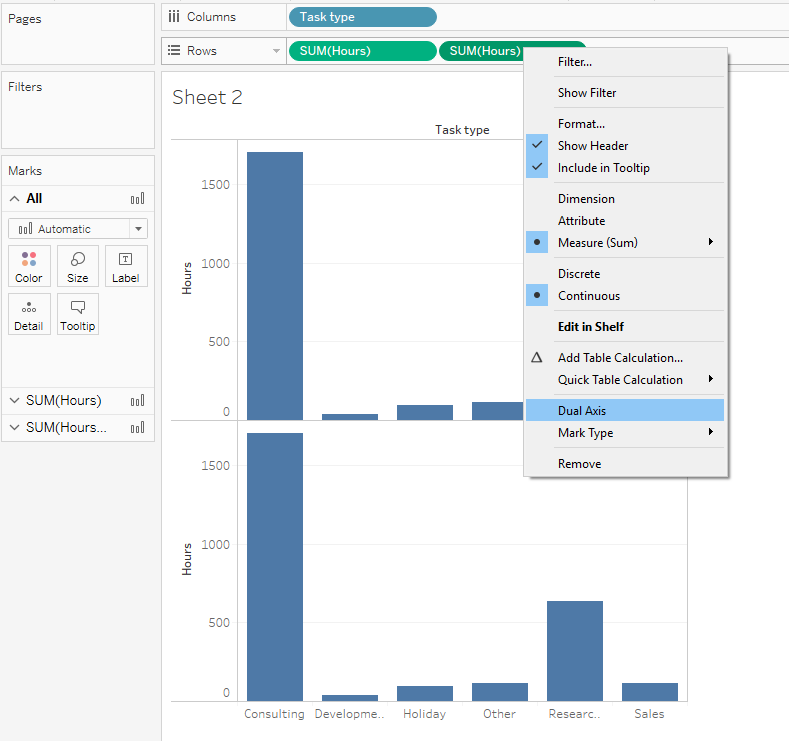 Pages
Columns
Task type
Rows
SUM(Hours)
SUM(Hours)
Filters
Marks
All
Automatic
Color
Size
Label
Detail
Tooltip
SUM(Hours)
SUM(Hours...
Sheet 2
Task type
Hours
1500
1000
500
0
Hours
1500
1000
500
0
Consulting
Developme..
Holiday
Other
Researc..
Sales
Filter...
Show Filter
Format...
Show Header
Include in Tooltip
Dimension
Attribute
Measure (Sum)
Discrete
Continuous
Edit in Shelf
Add Table Calculation...
Quick Table Calculation
Dual Axis
Mark Type
Remove